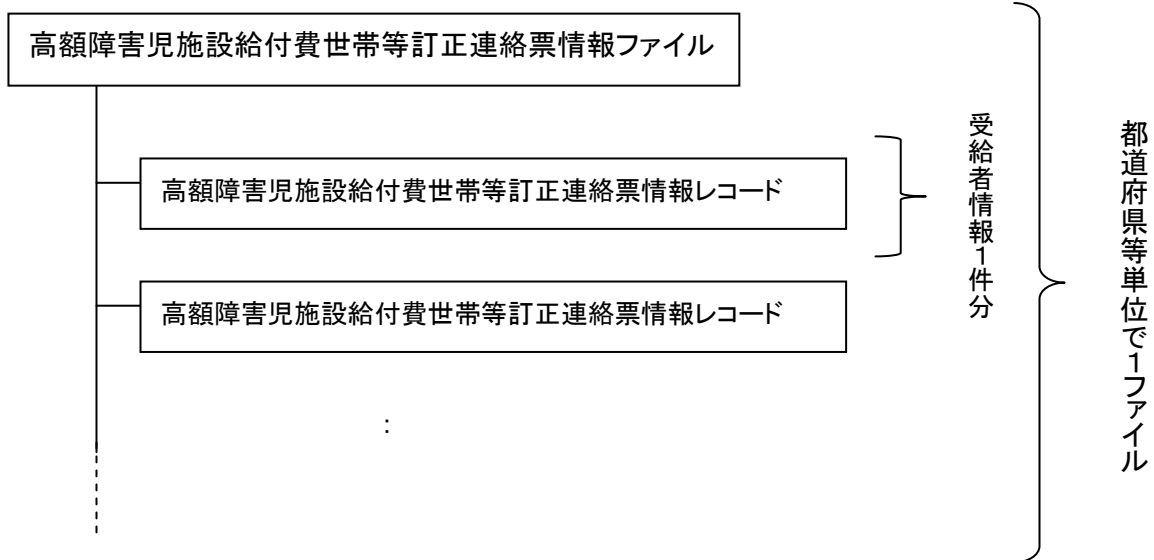 高額障害児施設給付費世帯等訂正連絡票情報ファイル
高額障害児施設給付費世帯等訂正連絡票情報レコード
高額障害児施設給付費世帯等訂正連絡票情報レコード
:
受給者情報1件分
都道府県等単位で1ファイル